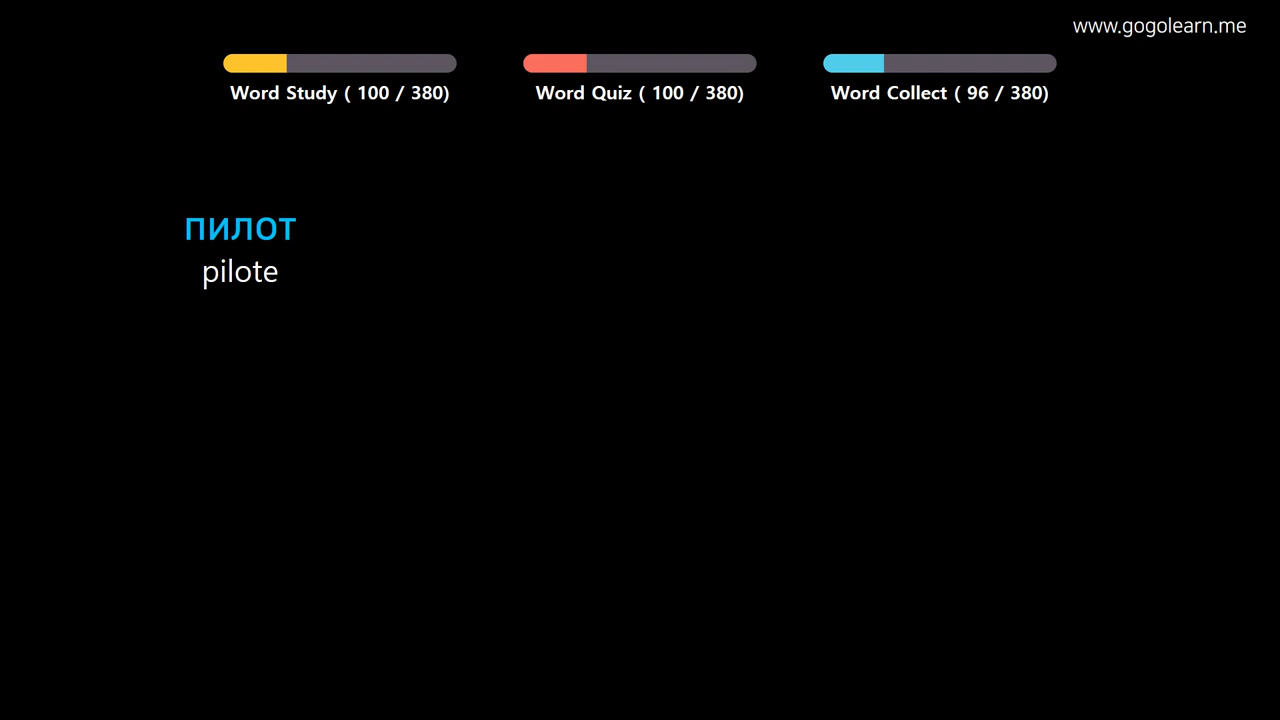 www.gogolearn.me
Word Study ( 100 / 380)
Word Quiz ( 100 / 380)
Word Collect ( 96 / 380)
пилот
pilote